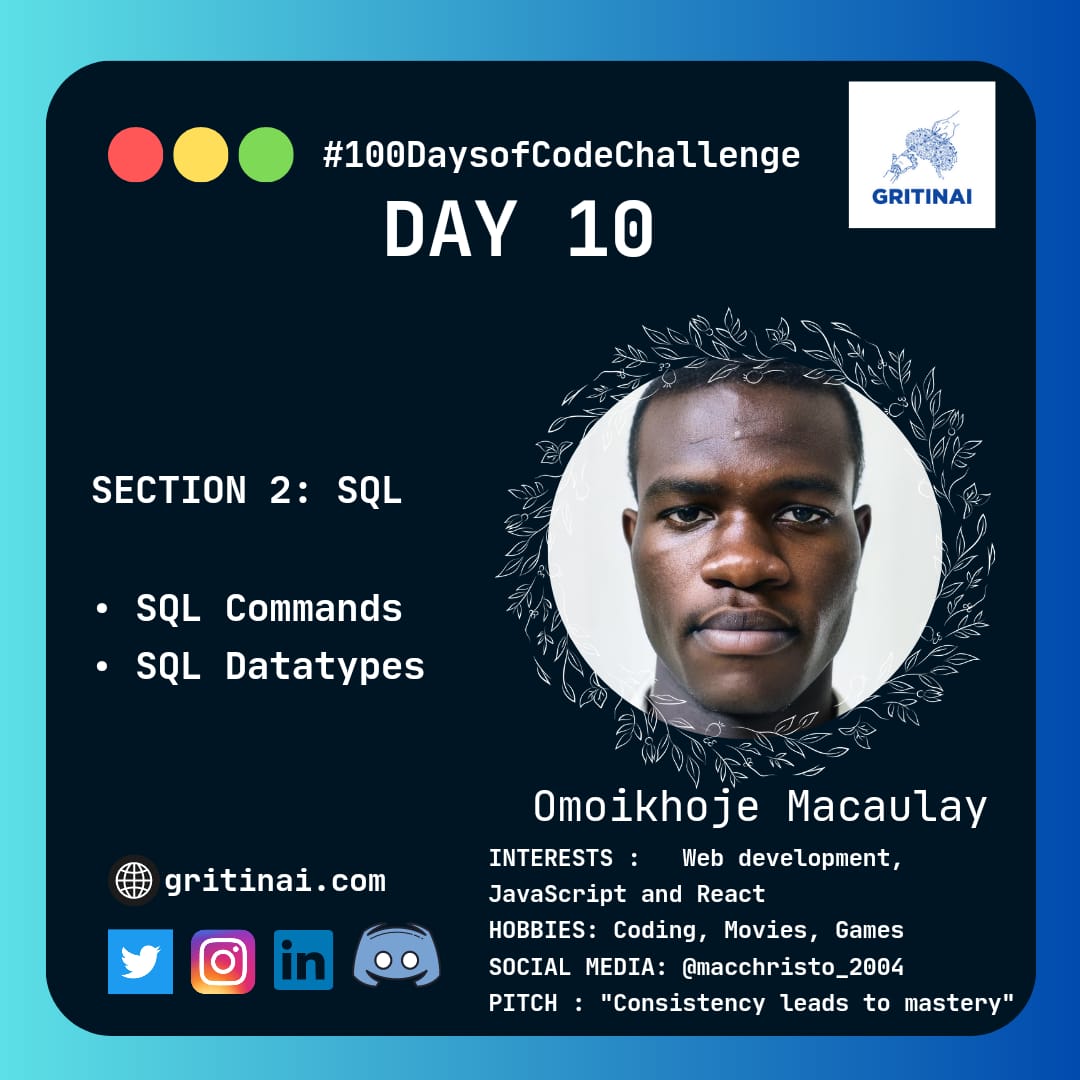 #100DaysofCodeChallenge
DAY 10
GRITINAI
SECTION 2: SQL
• SQL Commands
• SQL Datatypes
Omoikhoje Macaulay
INTERESTS : Web development,
JavaScript and React
HOBBIES: Coding, Movies, Games
SOCIAL MEDIA: @macchristo_2004
PITCH : "Consistency leads to mastery"
gritinai.com
in